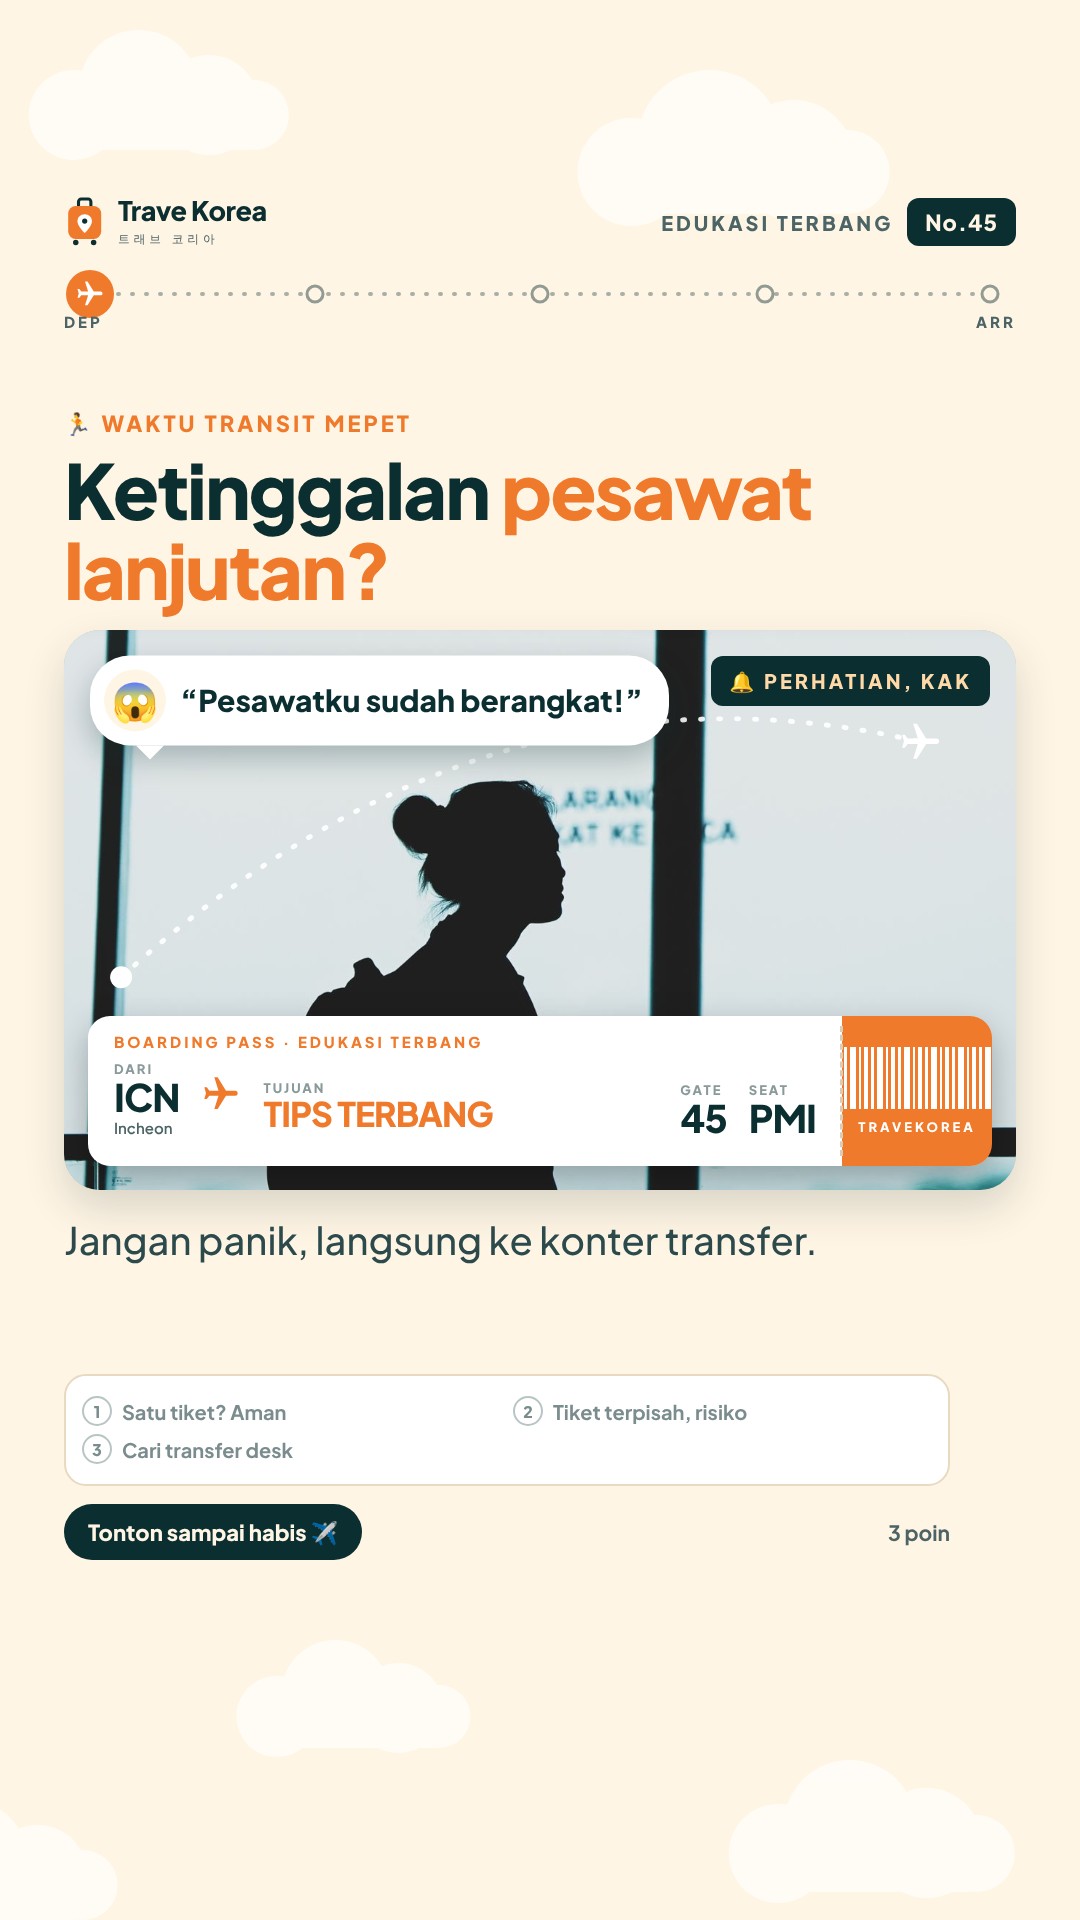 Trave Korea
트래브 코리아
EDUKASI TERBANG
No.45
DEP
ARR
WAKTU TRANSIT MEPET
Ketinggalan pesawat
lanjutan?
“Pesawatku sudah berangkat!”
PERHATIAN, KAK
KAT KE
BOARDING PASS · EDUKASI TERBANG
DARI
ICN
Incheon
TUJUAN
TIPS TERBANG
GATE
45
SEAT
PMI
TRAVEKOREA
Jangan panik, langsung ke konter transfer.
1 Satu tiket? Aman
2 Tiket terpisah, risiko
3 Cari transfer desk
Tonton sampai habis
3 poin